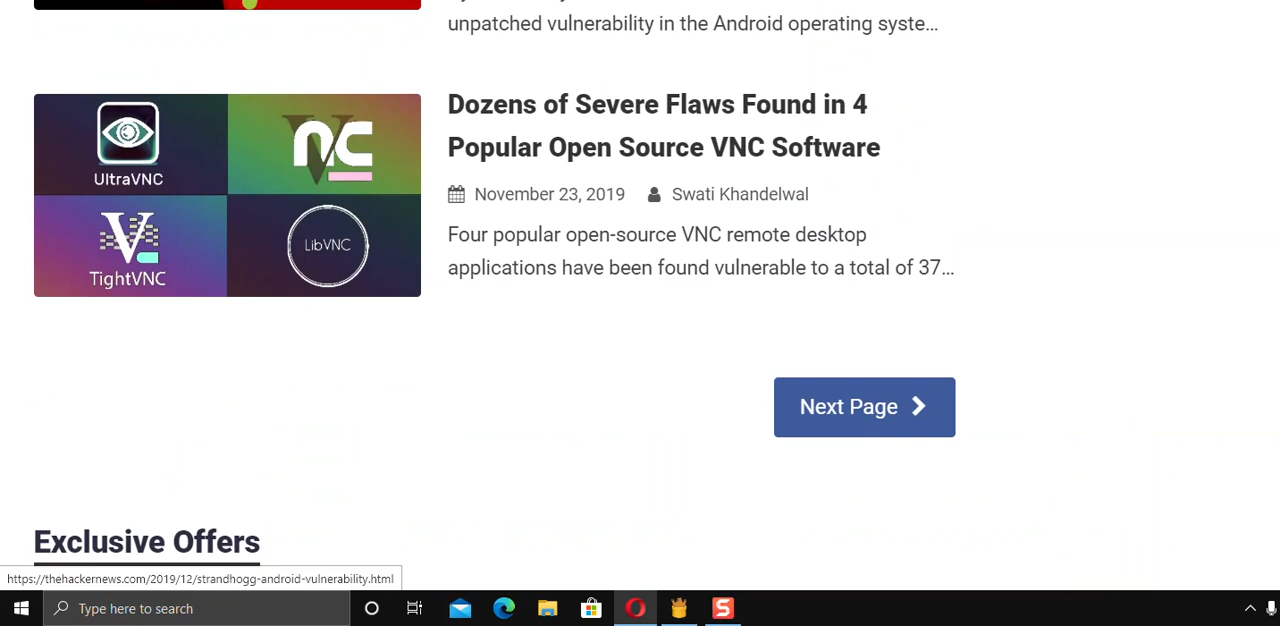 unpatched vulnerability in the Android operating syste...
Dozens of Severe Flaws Found in 4
Popular Open Source VNC Software
November 23, 2019 Swati Khandelwal
Four popular open-source VNC remote desktop
applications have been found vulnerable to a total of 37...
UltraVNC
VNC
TightVNC
LibVNC
Next Page
Exclusive Offers
https://thehackernews.com/2019/12/strandhogg-android-vulnerability.html
Type here to search
S